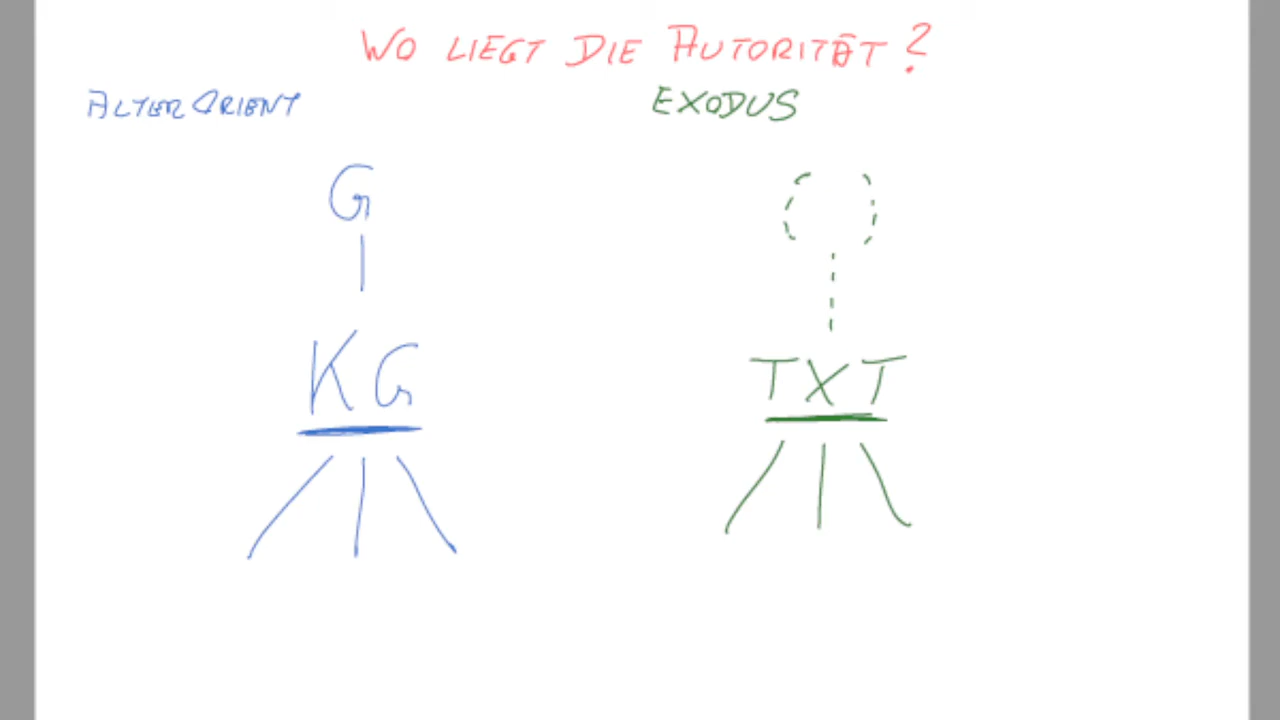 WO LIEGT DIE AUTORITÄT?
ALTER ORIENT
EXODUS
G
KG
TXT